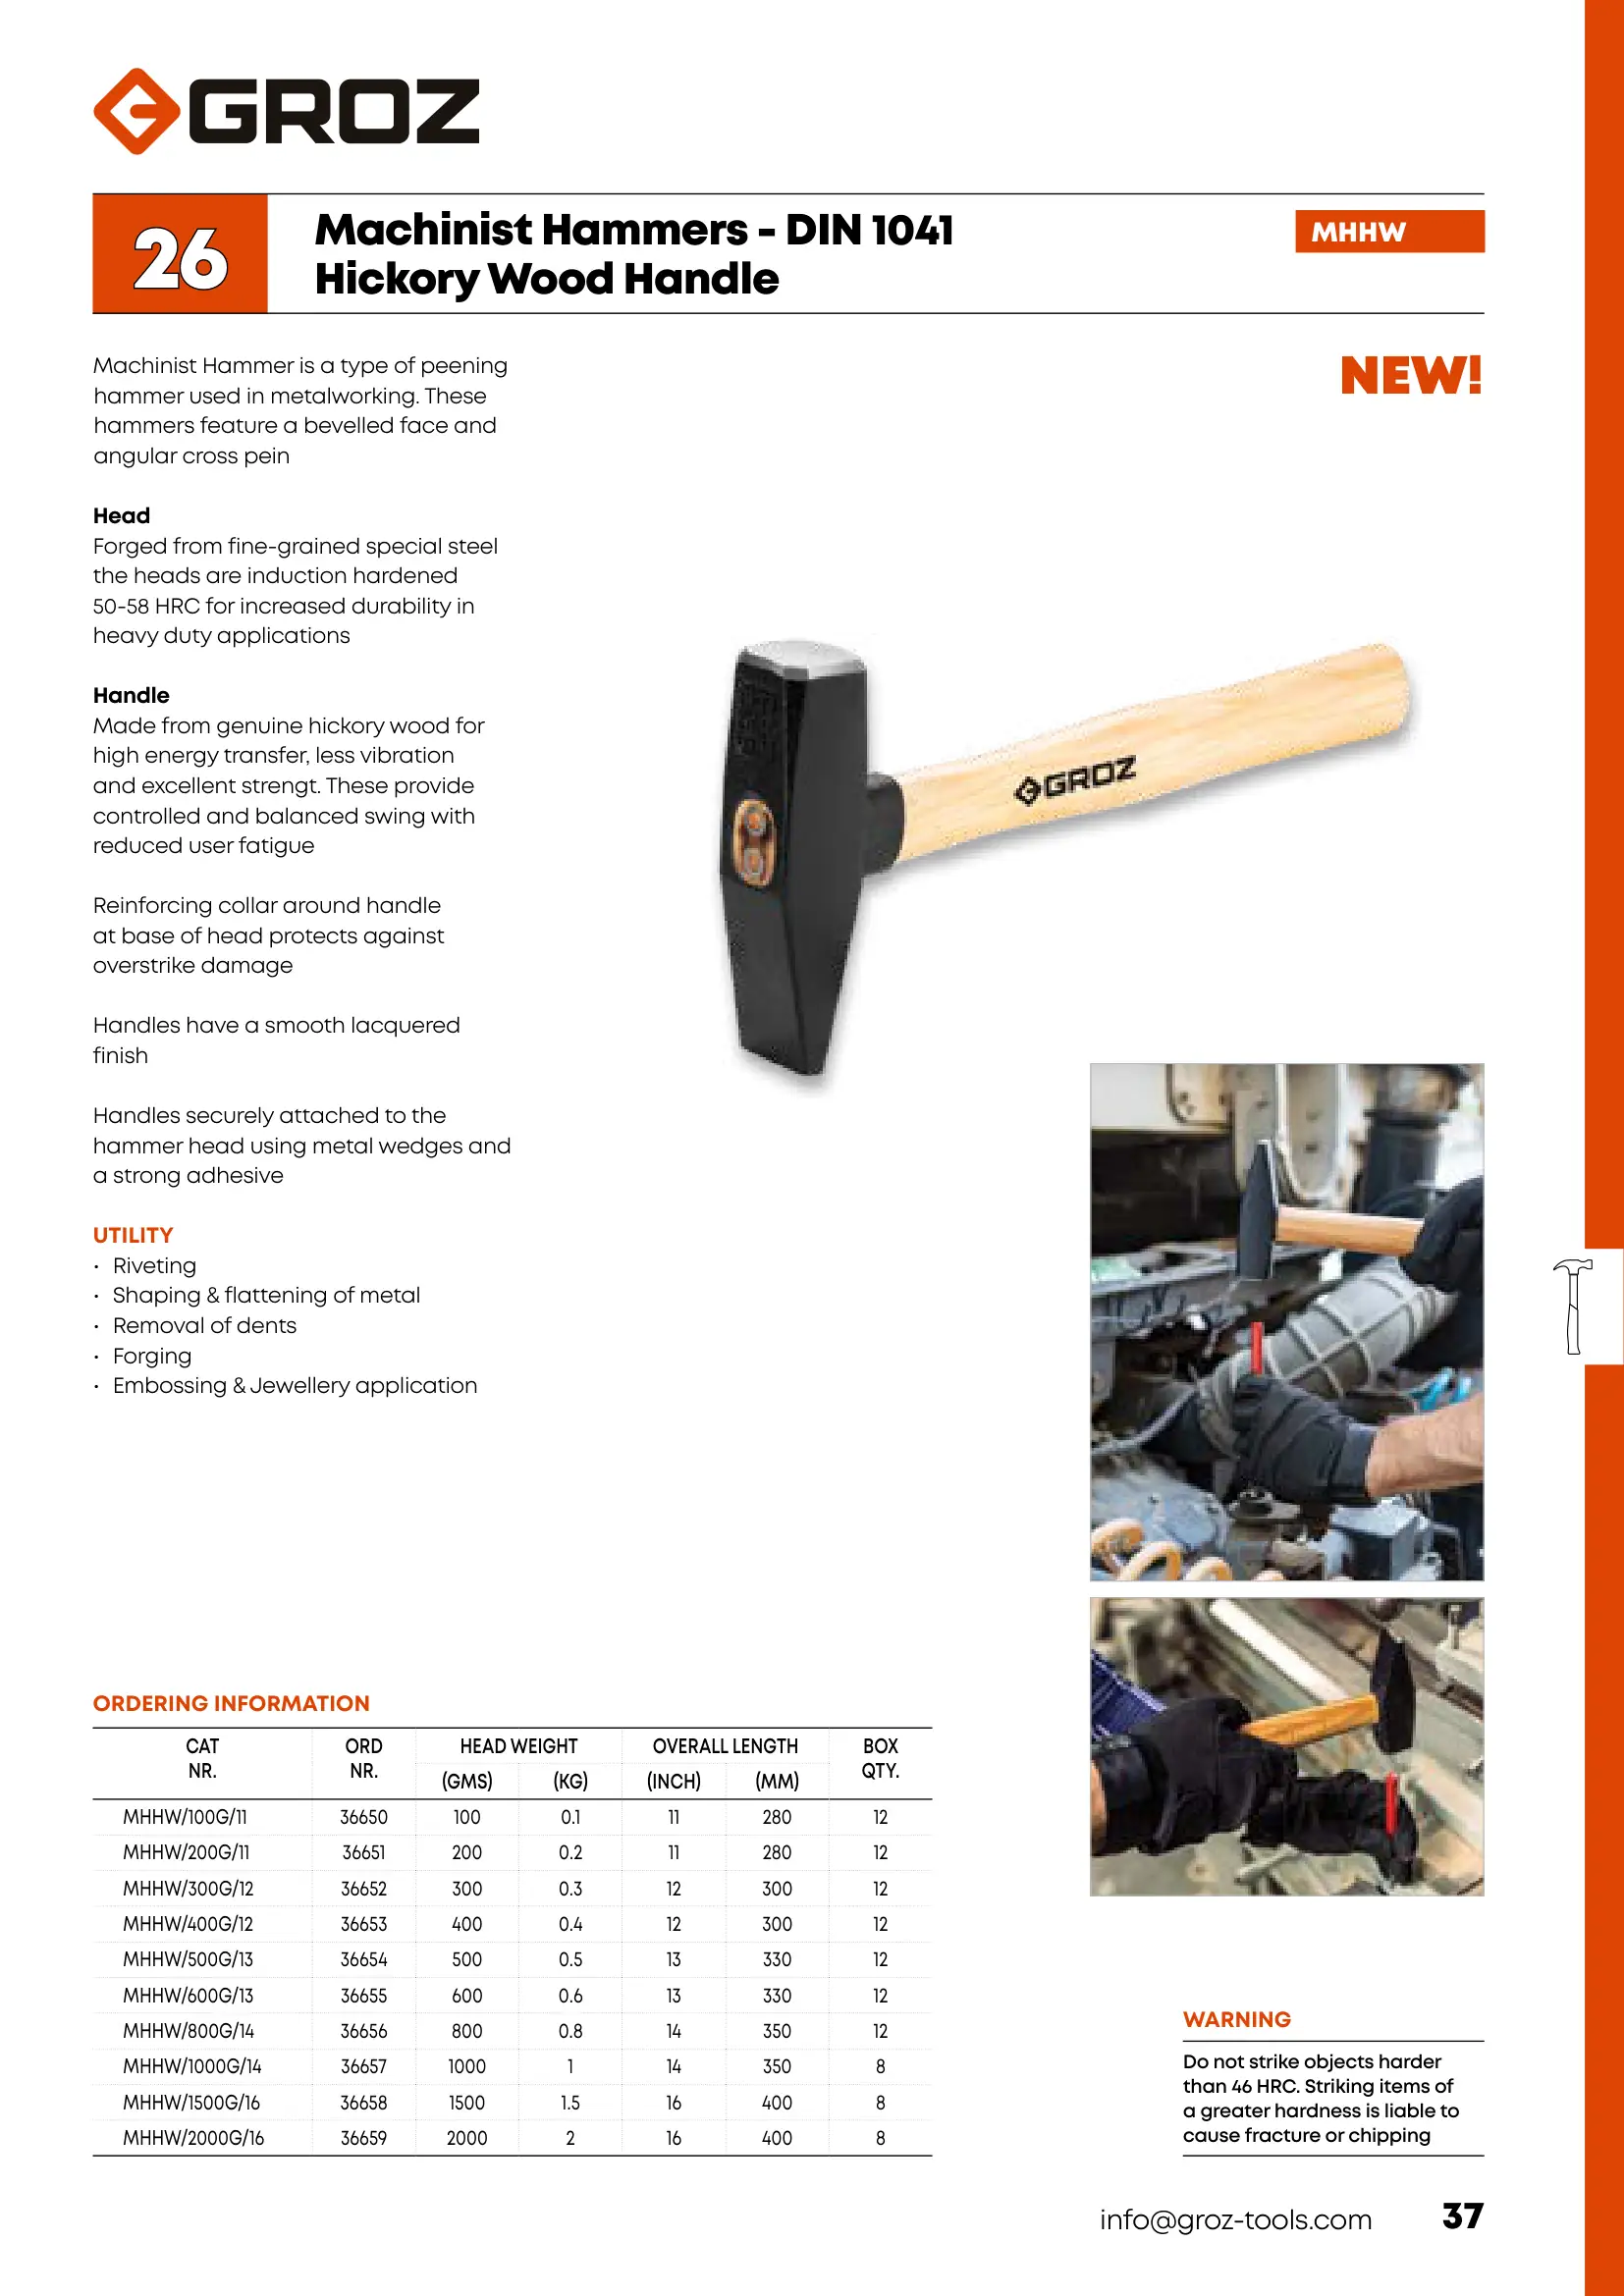 GROZ
26
Machinist Hammers - DIN 1041
Hickory Wood Handle
MHHW
NEW!
Machinist Hammer is a type of peening
hammer used in metalworking. These
hammers feature a bevelled face and
angular cross pein
Head
Forged from fine-grained special steel
the heads are induction hardened
50-58 HRC for increased durability in
heavy duty applications
Handle
Made from genuine hickory wood for
high energy transfer, less vibration
and excellent strengt. These provide
controlled and balanced swing with
reduced user fatigue
Reinforcing collar around handle
at base of head protects against
overstrike damage
Handles have a smooth lacquered
finish
Handles securely attached to the
hammer head using metal wedges and
a strong adhesive
UTILITY
· Riveting
· Shaping & flattening of metal
· Removal of dents
· Forging
· Embossing & Jewellery application
GROZ
ORDERING INFORMATION
CAT NR. ORD NR. HEAD WEIGHT OVERALL LENGTH BOX QTY.
(GMS) (KG) (INCH) (MM)
MHHW/100G/11 36650 100 0.1 11 280 12
MHHW/200G/11 36651 200 0.2 11 280 12
MHHW/300G/12 36652 300 0.3 12 300 12
MHHW/400G/12 36653 400 0.4 12 300 12
MHHW/500G/13 36654 500 0.5 13 330 12
MHHW/600G/13 36655 600 0.6 13 330 12
MHHW/800G/14 36656 800 0.8 14 350 12
MHHW/1000G/14 36657 1000 1 14 350 8
MHHW/1500G/16 36658 1500 1.5 16 400 8
MHHW/2000G/16 36659 2000 2 16 400 8
WARNING
Do not strike objects harder
than 46 HRC. Striking items of
a greater hardness is liable to
cause fracture or chipping
info@groz-tools.com 37